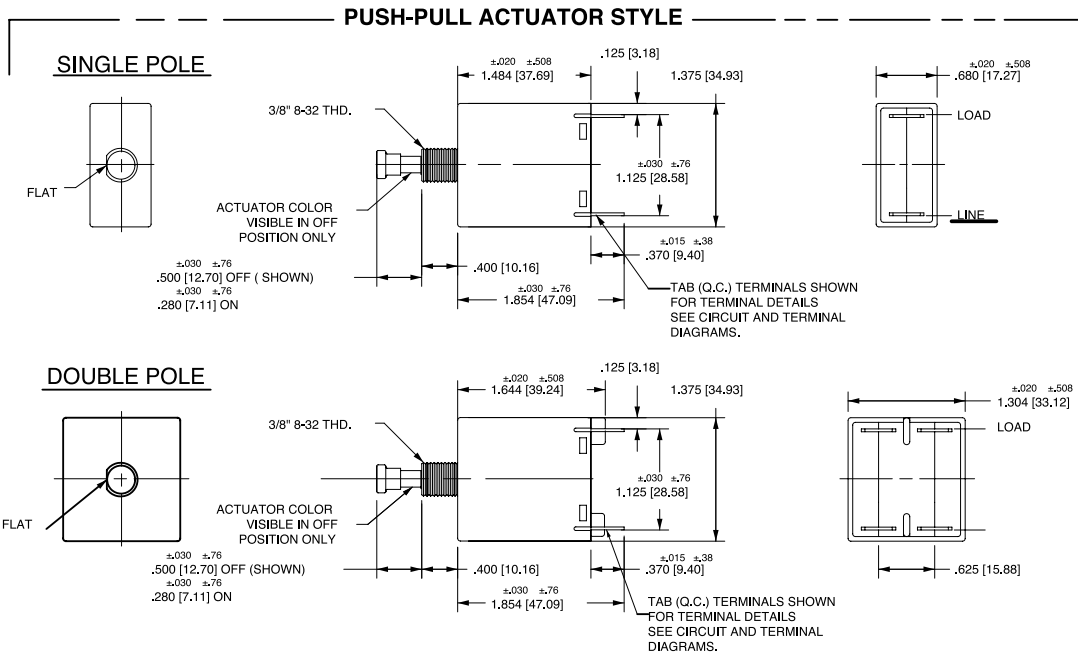 PUSH-PULL ACTUATOR STYLE
SINGLE POLE
FLAT
3/8" 8-32 THD.
ACTUATOR COLOR
VISIBLE IN OFF
POSITION ONLY
±.030 ±.76
.500 [12.70] OFF ( SHOWN)
±.030 ±.76
.280 [7.11] ON
±.020 ±.508
1.484 [37.69]
.125 [3.18]
1.375 [34.93]
±.030 ±.76
1.125 [28.58]
±.015 ±.38
.370 [9.40]
.400 [10.16]
±.030 ±.76
1.854 [47.09]
TAB (Q.C.) TERMINALS SHOWN
FOR TERMINAL DETAILS
SEE CIRCUIT AND TERMINAL
DIAGRAMS.
±.020 ±.508
.680 [17.27]
LOAD
LINE
DOUBLE POLE
FLAT
3/8" 8-32 THD.
ACTUATOR COLOR
VISIBLE IN OFF
POSITION ONLY
±.030 ±.76
.500 [12.70] OFF (SHOWN)
±.030 ±.76
.280 [7.11] ON
±.020 ±.508
1.644 [39.24]
.125 [3.18]
1.375 [34.93]
±.030 ±.76
1.125 [28.58]
±.015 ±.38
.370 [9.40]
.400 [10.16]
±.030 ±.76
1.854 [47.09]
TAB (Q.C.) TERMINALS SHOWN
FOR TERMINAL DETAILS
SEE CIRCUIT AND TERMINAL
DIAGRAMS.
±.020 ±.508
1.304 [33.12]
LOAD
.625 [15.88]